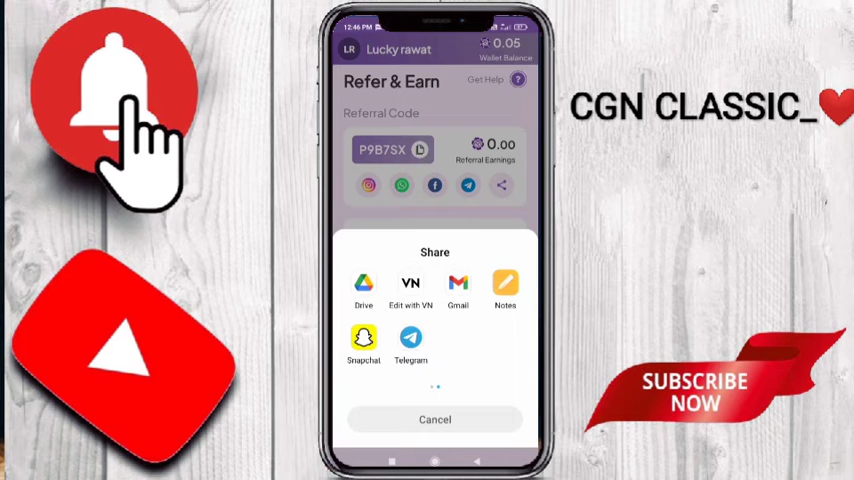 12:46 PM
LR Lucky rawat
0.05
Wallet Balance
Refer & Earn
Get Help ?
Referral Code
P9B7SX
0.00
Referral Earnings
Share
VN
Drive
Edit with VN
Gmail
Notes
Snapchat
Telegram
Cancel
CGN CLASSIC_❤️
SUBSCRIBE
NOW